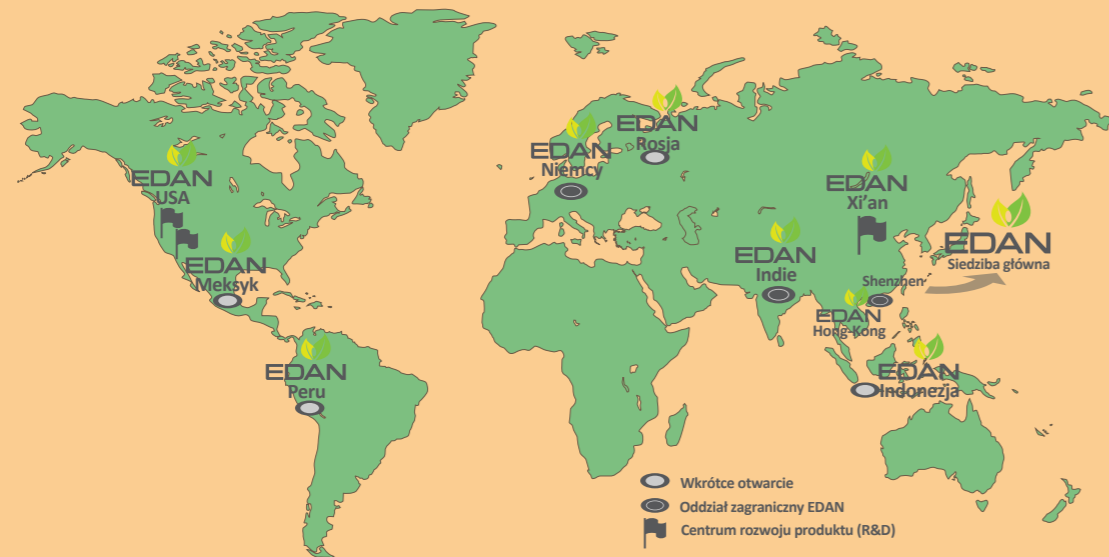 EDAN
Rosja
EDAN
Niemcy
EDAN
USA
EDAN
Xi'an
EDAN
Siedziba główna
EDAN
Meksyk
EDAN
Indie
Shenzhen
EDAN
Hong-Kong
EDAN
Peru
EDAN
Indonezja
Wkrótce otwarcie
Oddział zagraniczny EDAN
Centrum rozwoju produktu (R&D)